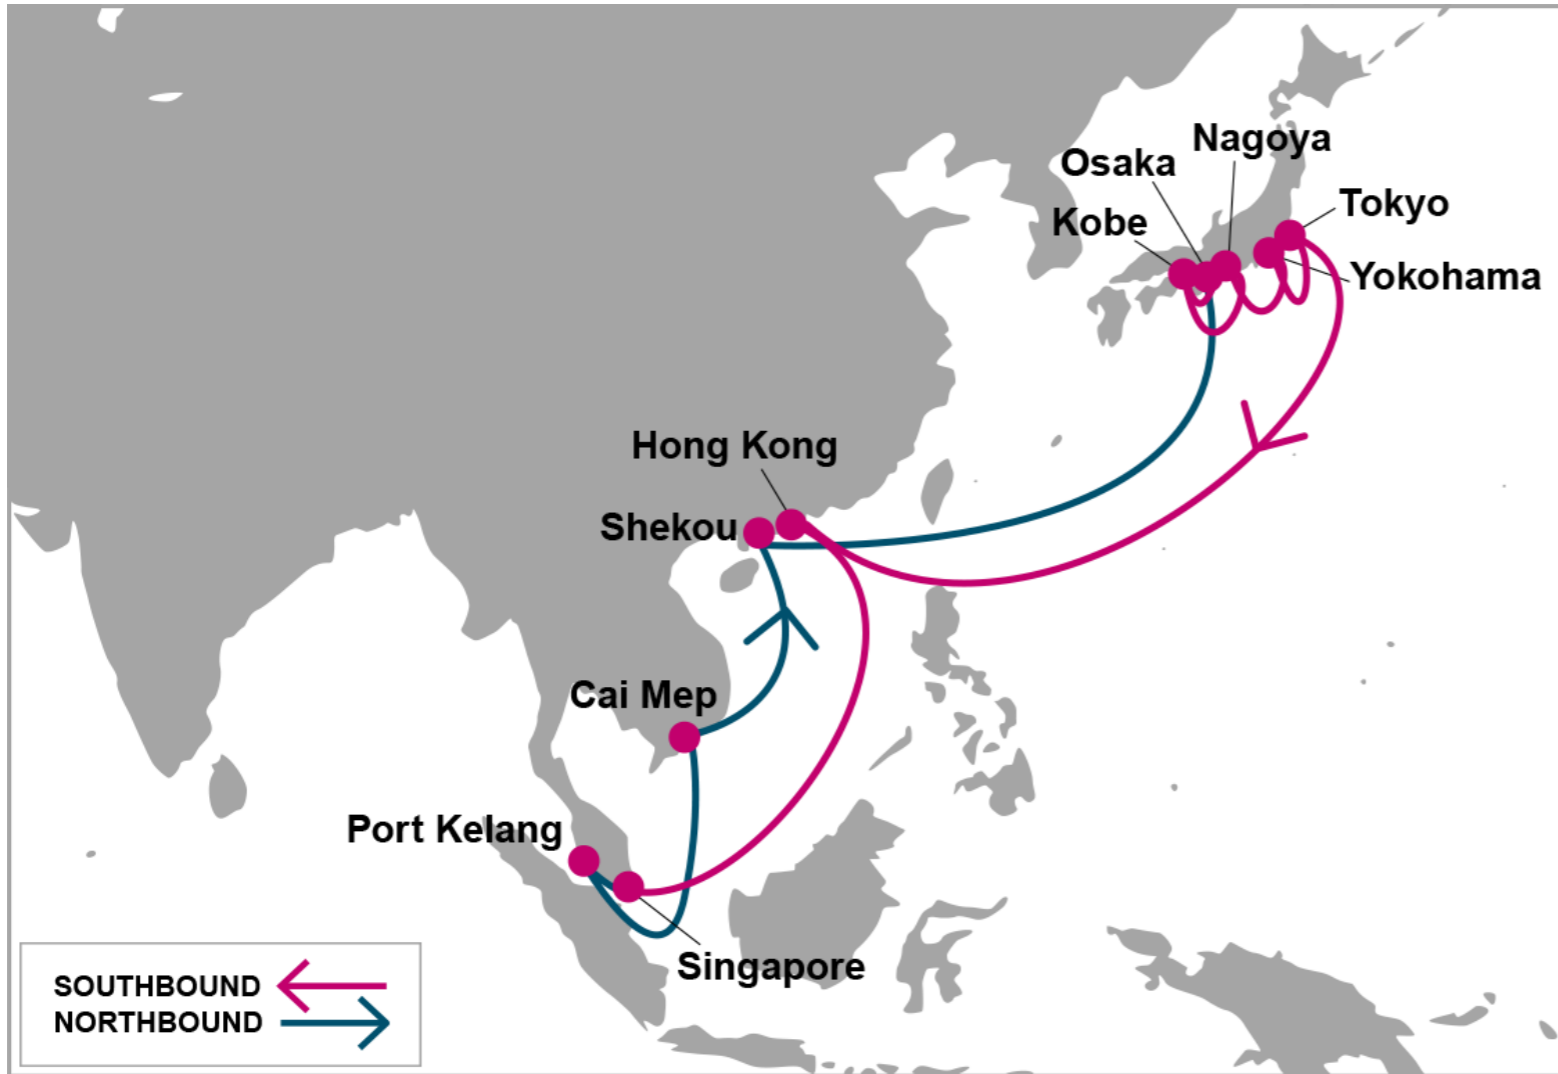 Nagoya
Osaka
Tokyo
Kobe
Yokohama
Hong Kong
Shekou
Cai Mep
Port Kelang
Singapore
SOUTHBOUND
NORTHBOUND